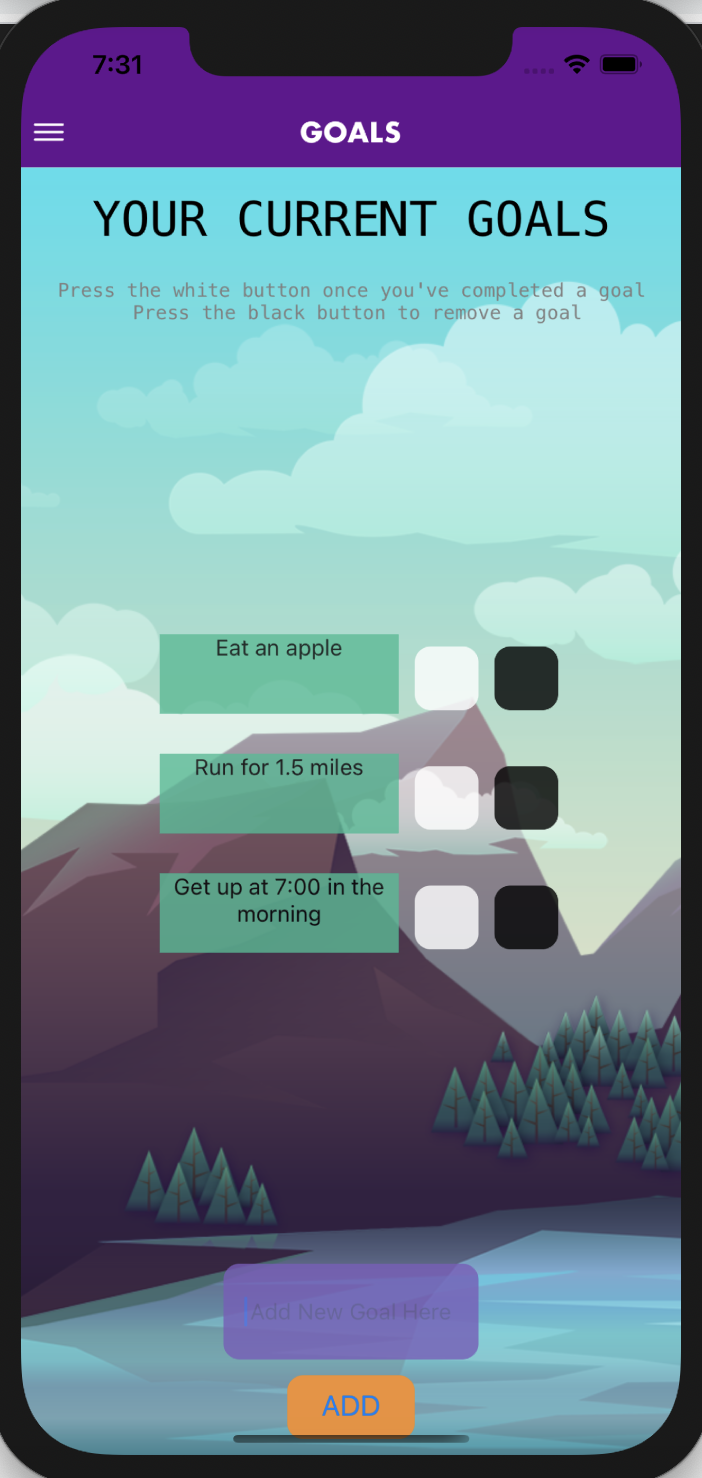 7:31
GOALS
YOUR CURRENT GOALS
Press the white button once you've completed a goal
Press the black button to remove a goal
Eat an apple
Run for 1.5 miles
Get up at 7:00 in the
morning
Add New Goal Here
ADD